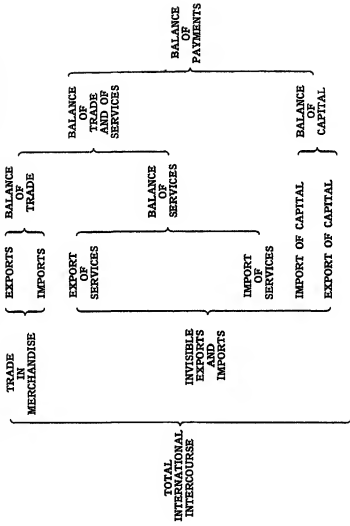 TOTAL
INTERNATIONAL
INTERCOURSE
TRADE
IN
MERCHANDISE
INVISIBLE
EXPORTS
AND
IMPORTS
EXPORTS
IMPORTS
EXPORT
OF
SERVICES
IMPORT
OF
SERVICES
IMPORT OF CAPITAL
EXPORT OF CAPITAL
BALANCE
OF
TRADE
BALANCE
OF
SERVICES
BALANCE
OF
TRADE
AND OF
SERVICES
BALANCE
OF
CAPITAL
BALANCE
OF
PAYMENTS